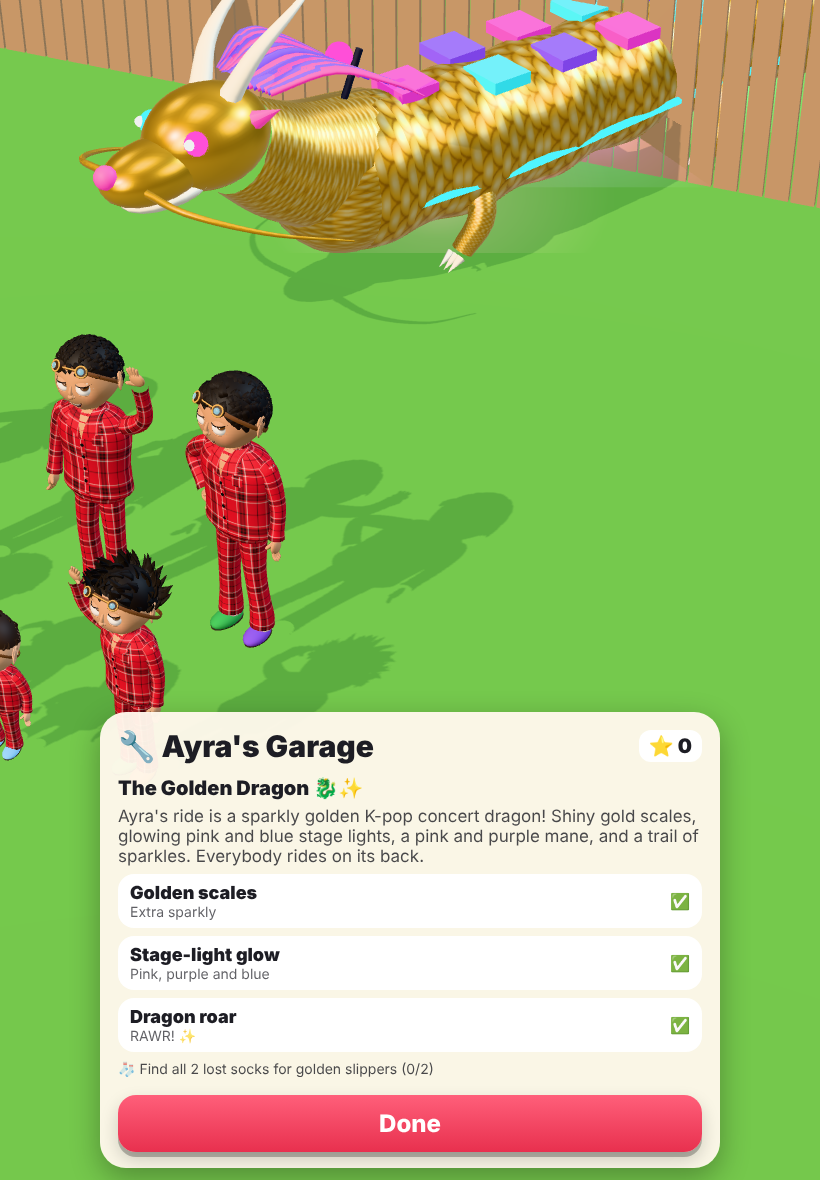 🔧 Ayra's Garage
⭐ 0
The Golden Dragon 🐉✨
Ayra's ride is a sparkly golden K-pop concert dragon! Shiny gold scales,
glowing pink and blue stage lights, a pink and purple mane, and a trail of
sparkles. Everybody rides on its back.
Golden scales
Extra sparkly
✅
Stage-light glow
Pink, purple and blue
✅
Dragon roar
RAWR! ✨
✅
🧦 Find all 2 lost socks for golden slippers (0/2)
Done